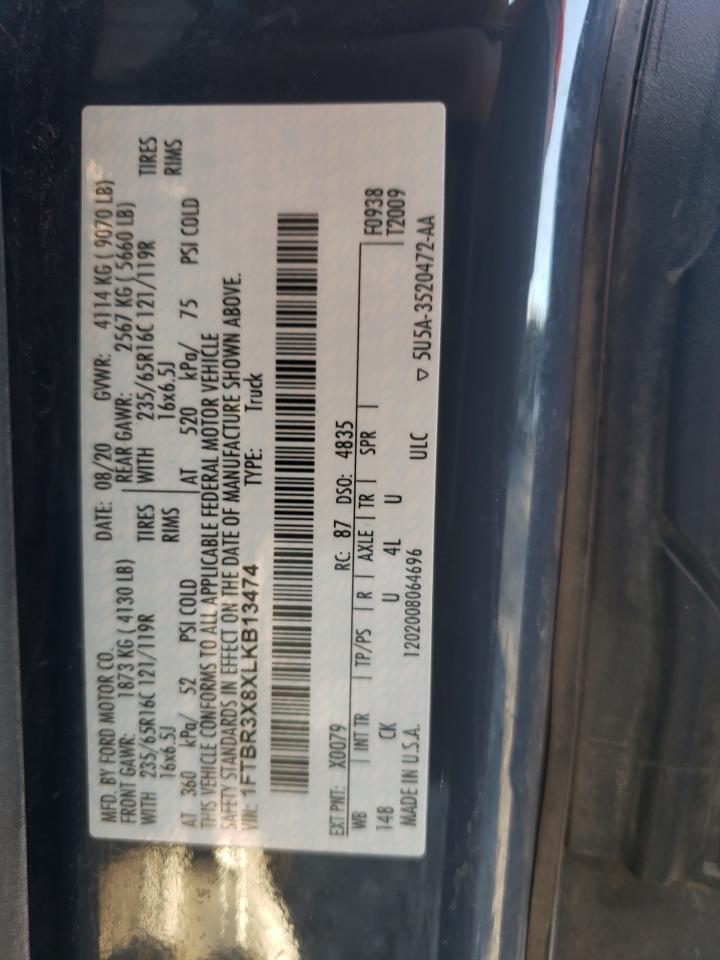 MFD. BY FORD MOTOR CO. DATE: 08/20 GVWR: 4114 KG ( 9070 LB)
FRONT GAWR: 1873 KG ( 4130 LB) REAR GAWR: 2567 KG ( 5660 LB)
WITH 235/65R16C 121/119R TIRES WITH 235/65R16C 121/119R TIRES
16x6.5J RIMS 16x6.5J RIMS
AT 360 kPa/ 52 PSI COLD AT 520 kPa/ 75 PSI COLD
THIS VEHICLE CONFORMS TO ALL APPLICABLE FEDERAL MOTOR VEHICLE
SAFETY STANDARDS IN EFFECT ON THE DATE OF MANUFACTURE SHOWN ABOVE.
VIN: 1FTBR3X8XLKB13474 TYPE: Truck
EXT PNT: X0079 RC: 87 DSO: 4835
WB INT TR TP/PS R AXLE TR SPR F0938
148 CK U 4L U T2009
MADE IN U.S.A. 1202008064696 ULC ▽ 5U5A-3520472-AA